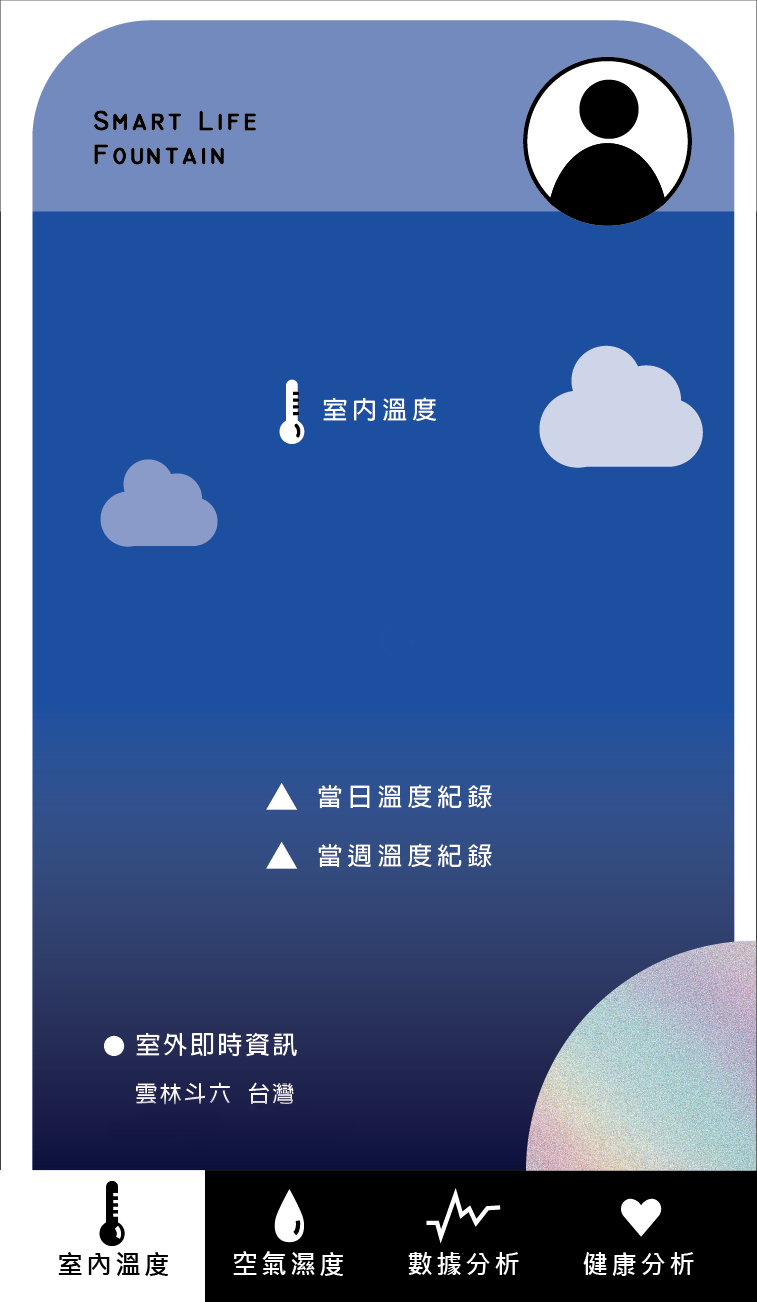 SMART LIFE
FOUNTAIN
室内溫度
當日溫度紀錄
當週溫度紀錄
室外即時資訊
雲林斗六 台灣
室內溫度
空氣濕度
數據分析
健康分析